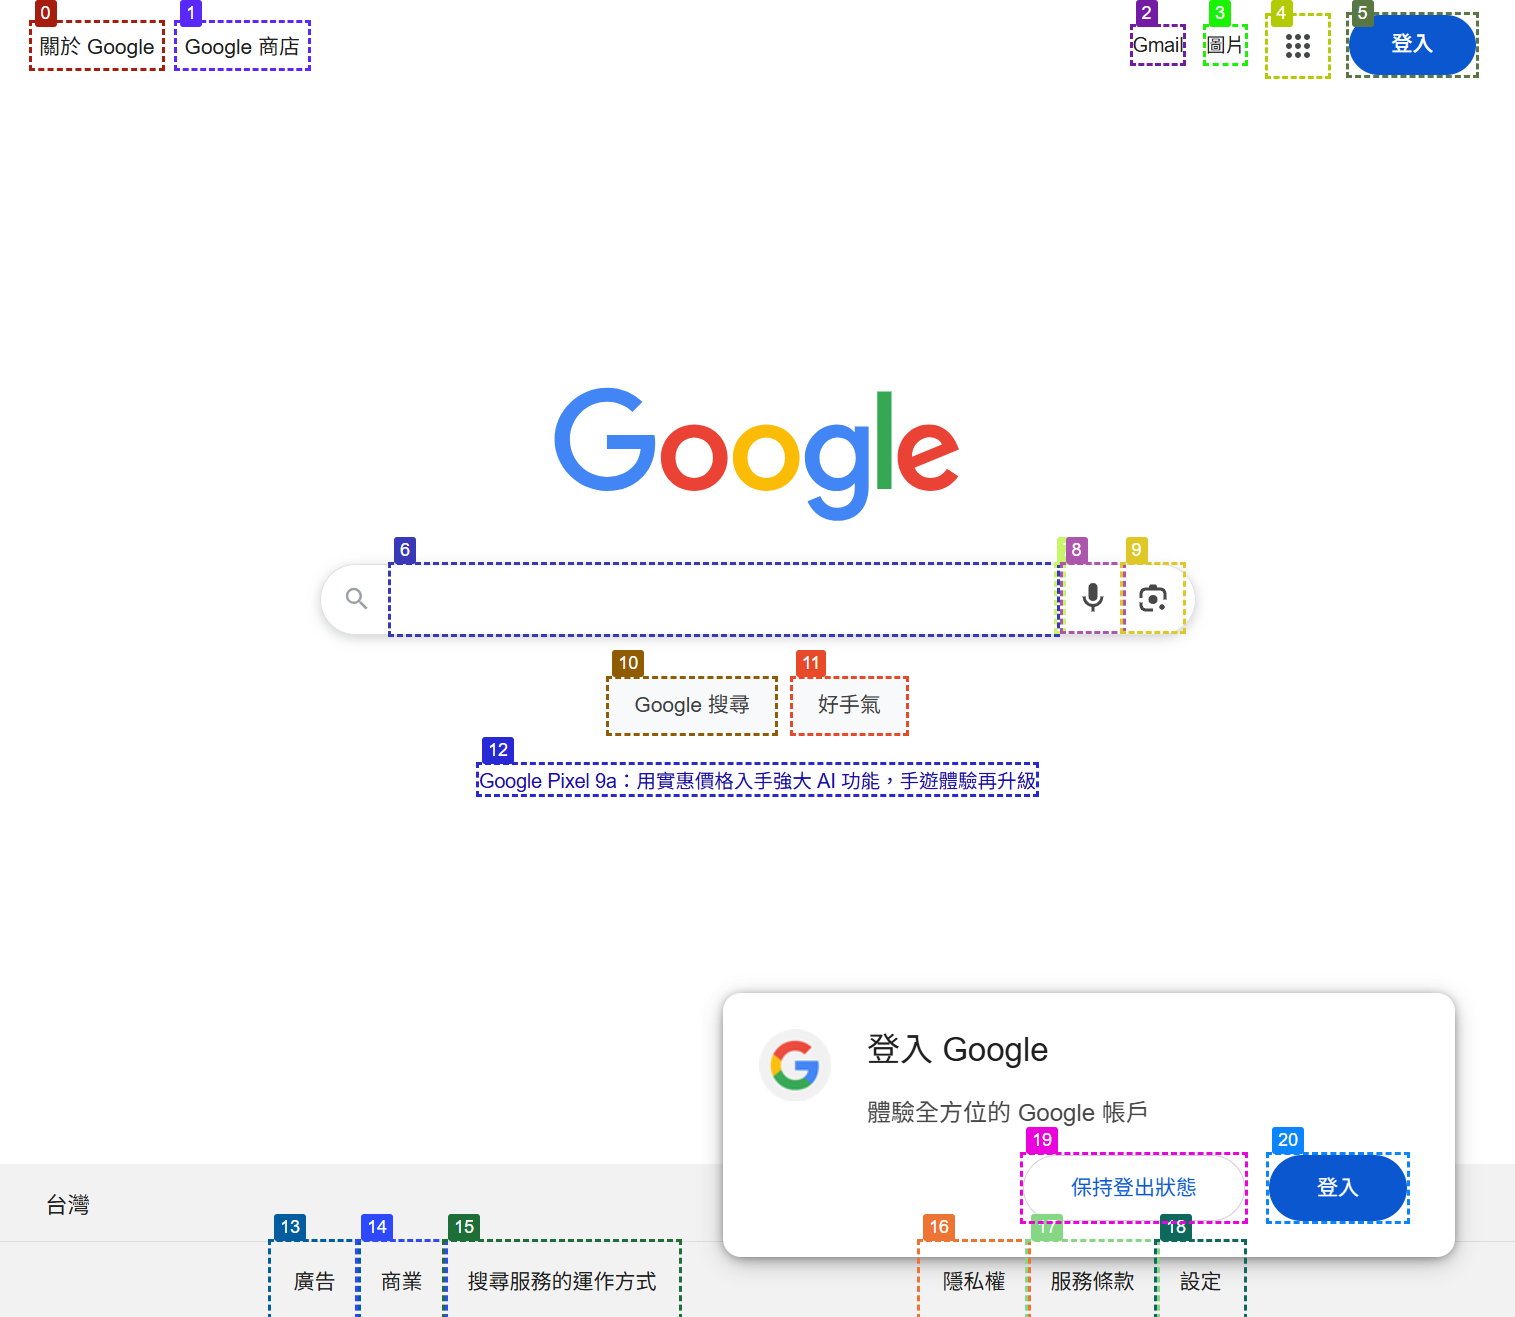 0
1
2
3
4
5
關於 Google
Google 商店
Gmail
圖片
登入
Google
6
8
9
10
11
Google 搜尋
好手氣
12
Google Pixel 9a：用實惠價格入手強大 AI 功能，手遊體驗再升級
登入 Google
體驗全方位的 Google 帳戶
19
20
保持登出狀態
登入
台灣
13
14
15
16
17
18
廣告
商業
搜尋服務的運作方式
隱私權
服務條款
設定